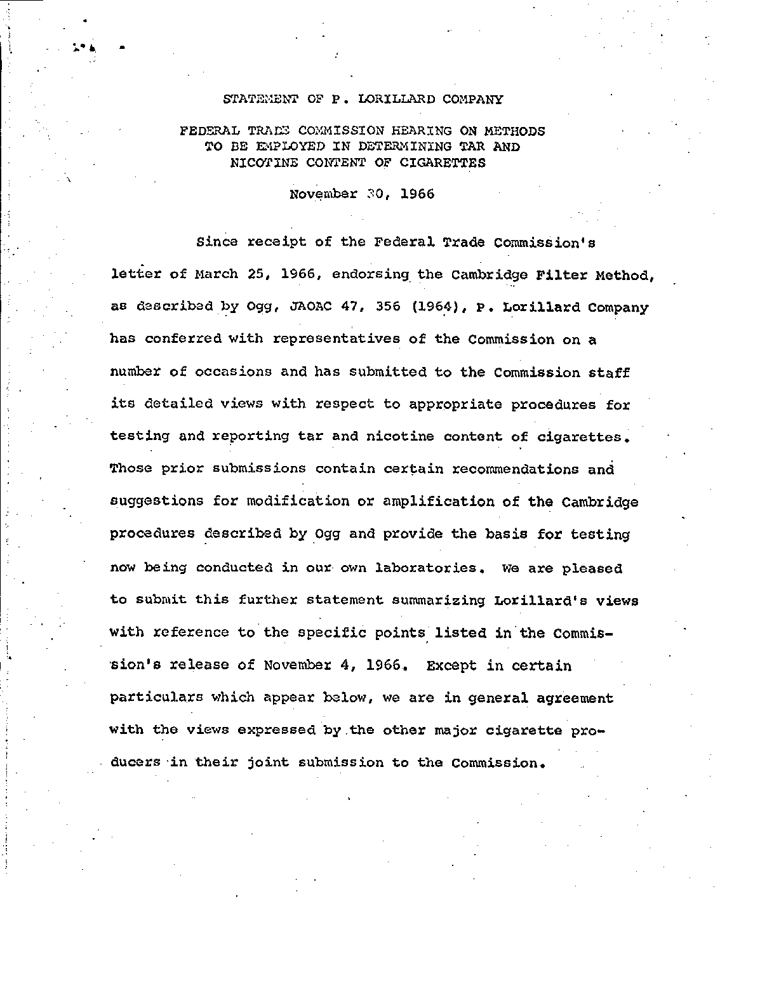 STATEMENT OF P. LORILLARD COMPANY
FEDERAL TRADE COMMISSION HEARING ON METHODS
TO BE EMPLOYED IN DETERMINING TAR AND
NICOTINE CONTENT OF CIGARETTES
November 30, 1966
Since receipt of the Federal Trade Commission's
letter of March 25, 1966, endorsing the Cambridge Filter Method,
as described by Ogg, JAOAC 47, 356 (1964), P. Lorillard Company
has conferred with representatives of the Commission on a
number of occasions and has submitted to the Commission staff
its detailed views with respect to appropriate procedures for
testing and reporting tar and nicotine content of cigarettes.
Those prior submissions contain certain recommendations and
suggestions for modification or amplification of the Cambridge
procedures described by Ogg and provide the basis for testing
now being conducted in our own laboratories. We are pleased
to submit this further statement summarizing Lorillard's views
with reference to the specific points listed in the Commis-
sion's release of November 4, 1966. Except in certain
particulars which appear below, we are in general agreement
with the views expressed by the other major cigarette pro-
ducers in their joint submission to the Commission.